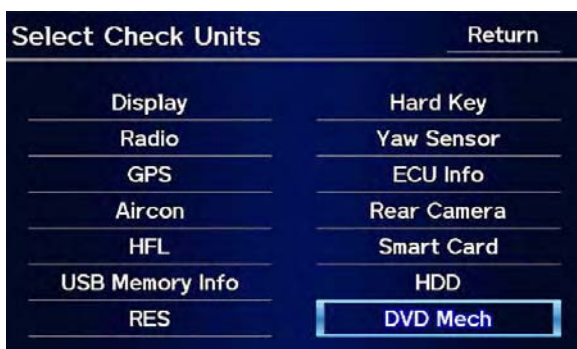 Select Check Units Return
Display Hard Key
Radio Yaw Sensor
GPS ECU Info
Aircon Rear Camera
HFL Smart Card
USB Memory Info HDD
RES DVD Mech